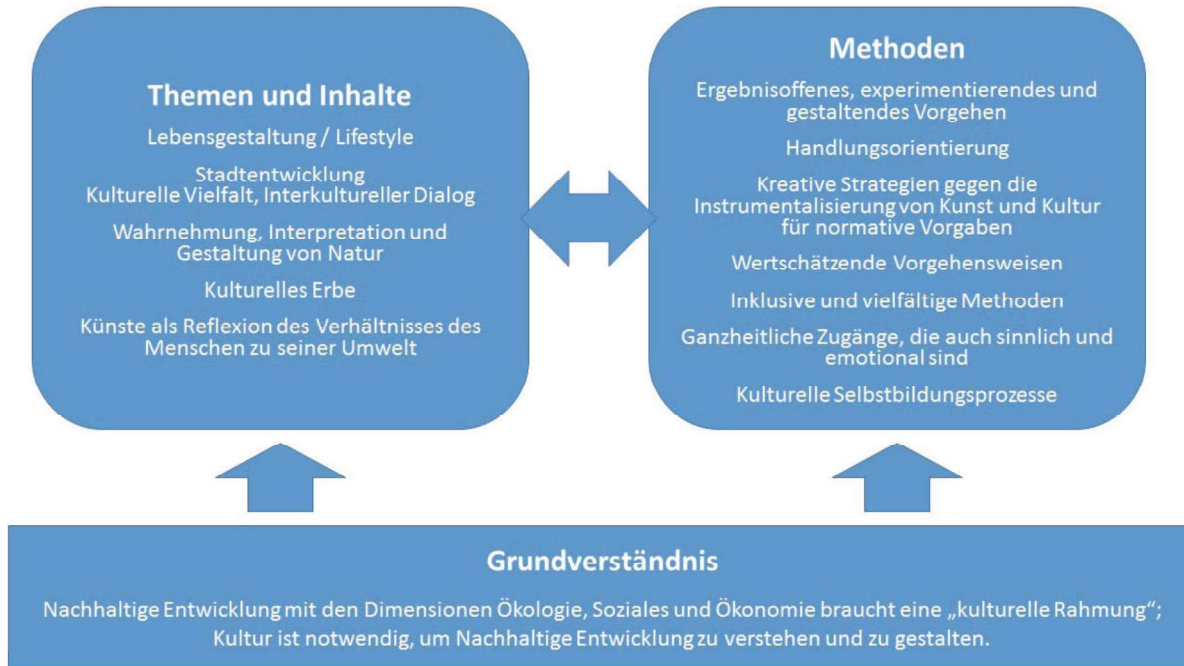 Themen und Inhalte
Lebensgestaltung / Lifestyle
Stadtentwicklung
Kulturelle Vielfalt, Interkultureller Dialog
Wahrnehmung, Interpretation und
Gestaltung von Natur
Kulturelles Erbe
Künste als Reflexion des Verhältnisses des
Menschen zu seiner Umwelt
Methoden
Ergebnisoffenes, experimentierendes und
gestaltendes Vorgehen
Handlungsorientierung
Kreative Strategien gegen die
Instrumentalisierung von Kunst und Kultur
für normative Vorgaben
Wertschätzende Vorgehensweisen
Inklusive und vielfältige Methoden
Ganzheitliche Zugänge, die auch sinnlich und
emotional sind
Kulturelle Selbstbildungsprozesse
Grundverständnis
Nachhaltige Entwicklung mit den Dimensionen Ökologie, Soziales und Ökonomie braucht eine „kulturelle Rahmung“;
Kultur ist notwendig, um Nachhaltige Entwicklung zu verstehen und zu gestalten.